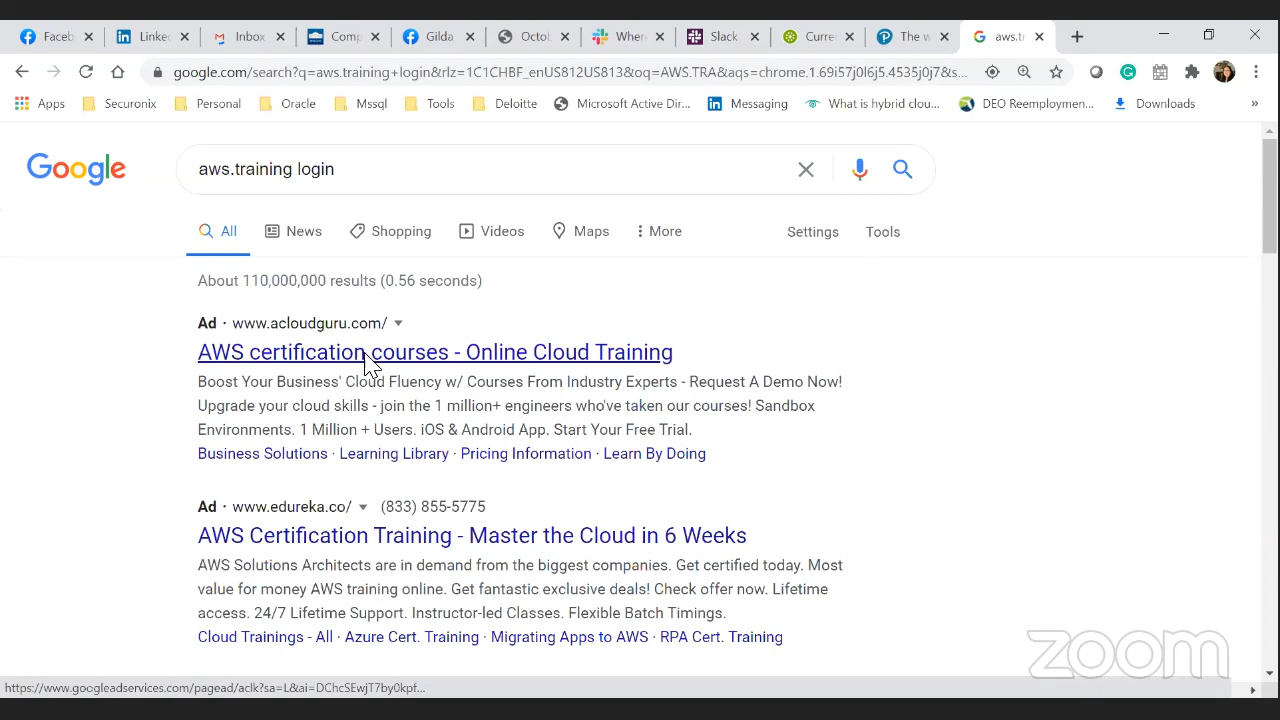 Faceb
Linke
Inbox
Comp
Gilda
Octob
Wher
Slack
Curre
The w
aws.tr
google.com/search?q=aws.training+login&rlz=1C1CHBF_enUS812US813&oq=AWS.TRA&aqs=chrome.1.69i57j0l6j5.4535j0j7&s...
Apps
Securonix
Personal
Oracle
Mssql
Tools
Deloitte
Microsoft Active Dir...
Messaging
What is hybrid clou...
DEO Reemploymen...
Downloads
»
Google
aws.training login
All
News
Shopping
Videos
Maps
More
Settings
Tools
About 110,000,000 results (0.56 seconds)
Ad · www.acloudguru.com/
AWS certification courses - Online Cloud Training
Boost Your Business' Cloud Fluency w/ Courses From Industry Experts - Request A Demo Now!
Upgrade your cloud skills - join the 1 million+ engineers who've taken our courses! Sandbox
Environments. 1 Million + Users. iOS & Android App. Start Your Free Trial.
Business Solutions · Learning Library · Pricing Information · Learn By Doing
Ad · www.edureka.co/ (833) 855-5775
AWS Certification Training - Master the Cloud in 6 Weeks
AWS Solutions Architects are in demand from the biggest companies. Get certified today. Most
value for money AWS training online. Get fantastic exclusive deals! Check offer now. Lifetime
access. 24/7 Lifetime Support. Instructor-led Classes. Flexible Batch Timings.
Cloud Trainings - All · Azure Cert. Training · Migrating Apps to AWS · RPA Cert. Training
zoom
https://www.googleadservices.com/pagead/aclk?sa=L&ai=DChcSEwjT7by0kpf...